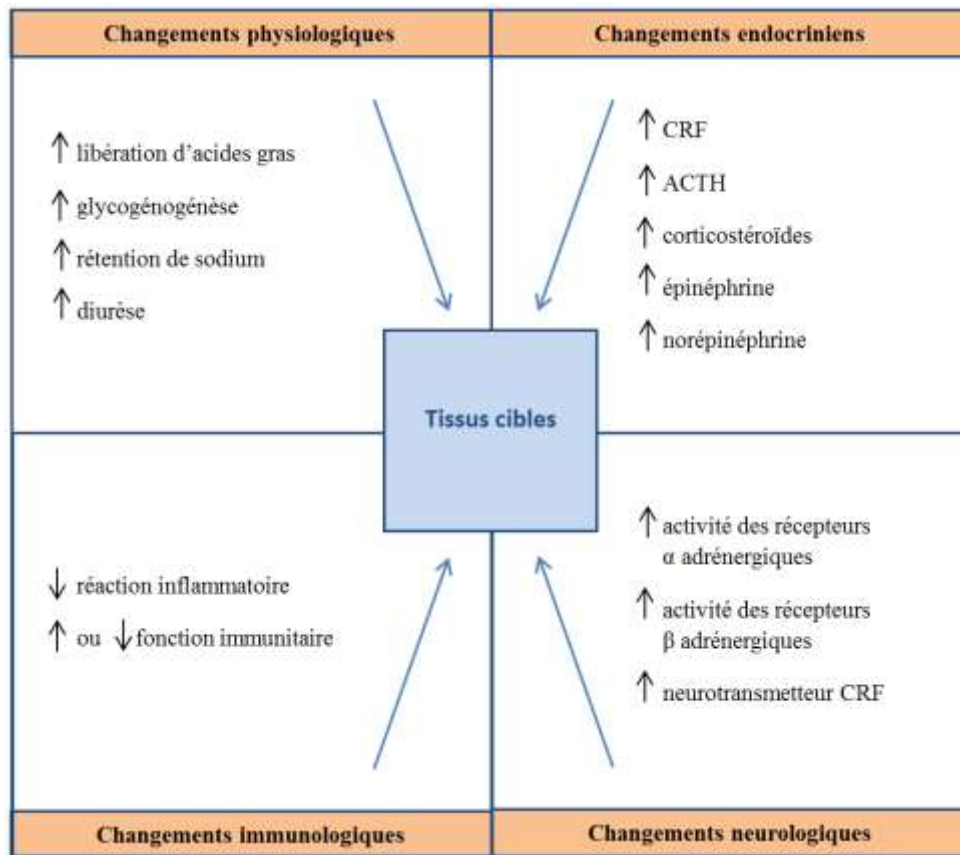 Changements physiologiques
↑ libération d'acides gras
↑ glycogénogénèse
↑ rétention de sodium
↑ diurèse
Changements endocriniens
↑ CRF
↑ ACTH
↑ corticostéroïdes
↑ épinéphrine
↑ norépinéphrine
Tissus cibles
↓ réaction inflammatoire
↑ ou ↓ fonction immunitaire
Changements immunologiques
↑ activité des récepteurs
α adrénergiques
↑ activité des récepteurs
β adrénergiques
↑ neurotransmetteur CRF
Changements neurologiques